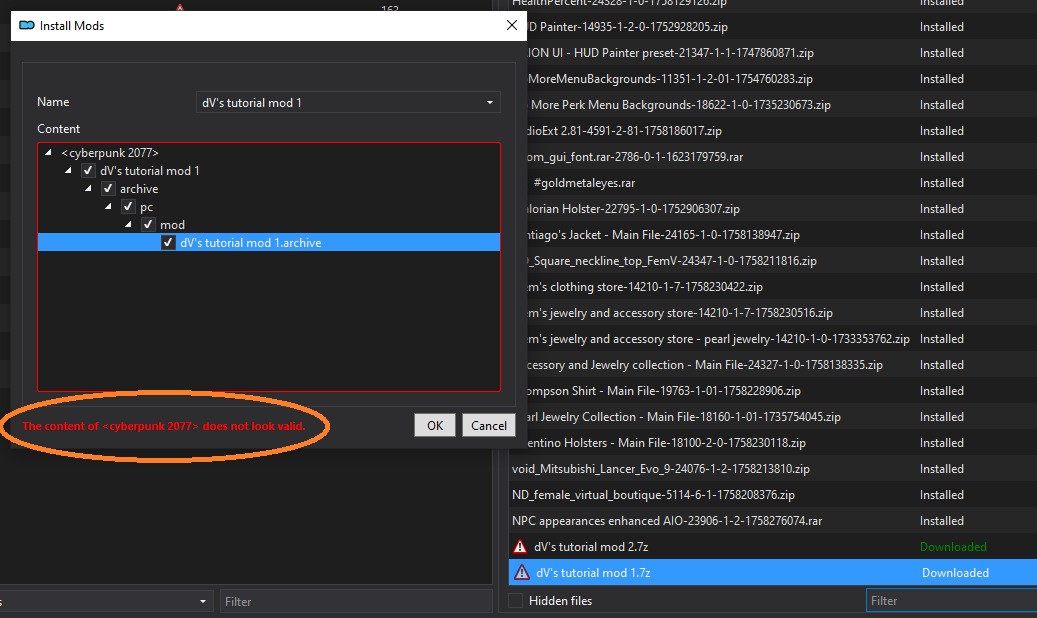 Install Mods
Name
dV's tutorial mod 1
Content
<cyberpunk 2077>
dV's tutorial mod 1
archive
pc
mod
dV's tutorial mod 1.archive
The content of <cyberpunk 2077> does not look valid.
OK
Cancel
HealthPercent-24328-1-0-1758129126.zip Installed
D Painter-14935-1-2-0-1752928205.zip Installed
ION UI - HUD Painter preset-21347-1-1-1747860871.zip Installed
MoreMenuBackgrounds-11351-1-2-01-1754760283.zip Installed
More Perk Menu Backgrounds-18622-1-0-1735230673.zip Installed
dioExt 2.81-4591-2-81-1758186017.zip Installed
om_gui_font.rar-2786-0-1-1623179759.rar Installed
#goldmetaleyes.rar Installed
lorian Holster-22795-1-0-1752906307.zip Installed
ntiago's Jacket - Main File-24165-1-0-1758138947.zip Installed
_Square_neckline_top_FemV-24347-1-0-1758211816.zip Installed
em's clothing store-14210-1-7-1758230422.zip Installed
em's jewelry and accessory store-14210-1-7-1758230516.zip Installed
em's jewelry and accessory store - pearl jewelry-14210-1-0-1733353762.zip Installed
cessory and Jewelry collection - Main File-24327-1-0-1758138335.zip Installed
ompson Shirt - Main File-19763-1-01-1758228906.zip Installed
arl Jewelry Collection - Main File-18160-1-01-1735754045.zip Installed
entino Holsters - Main File-18100-2-0-1758230118.zip Installed
void_Mitsubishi_Lancer_Evo_9-24076-1-2-1758213810.zip Installed
ND_female_virtual_boutique-5114-6-1-1758208376.zip Installed
NPC appearances enhanced AIO-23906-1-2-1758276074.rar Installed
dV's tutorial mod 2.7z Downloaded
dV's tutorial mod 1.7z Downloaded
Filter
Hidden files
Filter